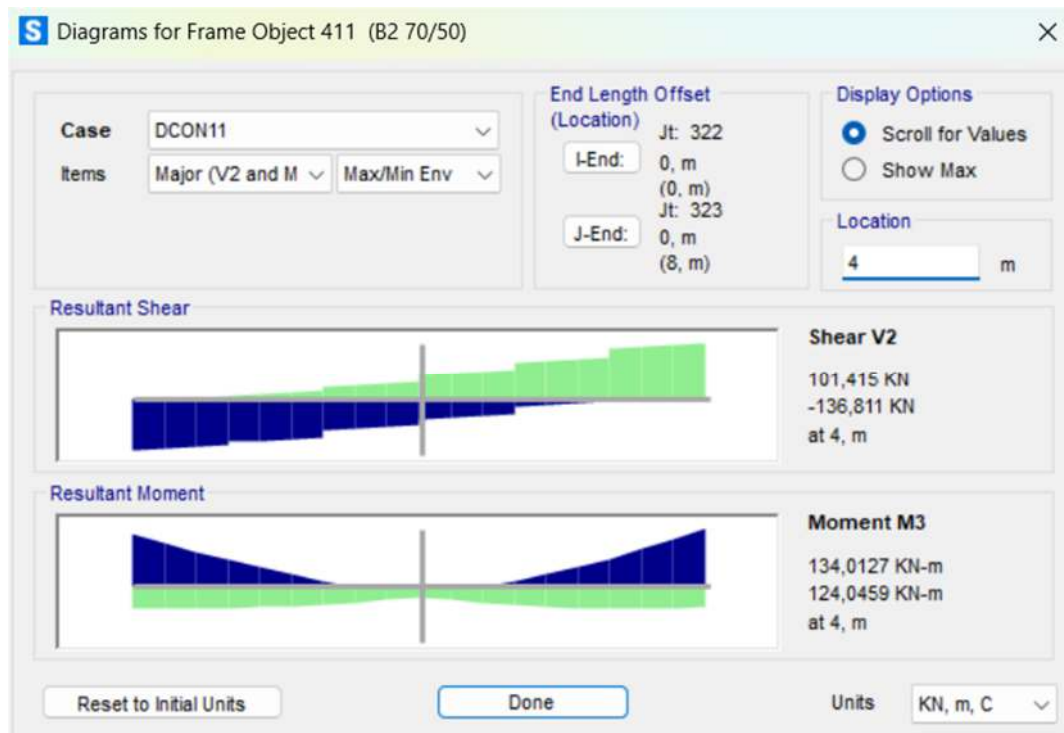 S Diagrams for Frame Object 411 (B2 70/50)
Case DCON11
Items Major (V2 and M Max/Min Env
End Length Offset
(Location)
I-End: Jt: 322
0, m
(0, m)
J-End: Jt: 323
0, m
(8, m)
Display Options
Scroll for Values
Show Max
Location
4 m
Resultant Shear
Shear V2
101,415 KN
-136,811 KN
at 4, m
Resultant Moment
Moment M3
134,0127 KN-m
124,0459 KN-m
at 4, m
Reset to Initial Units Done Units KN, m, C